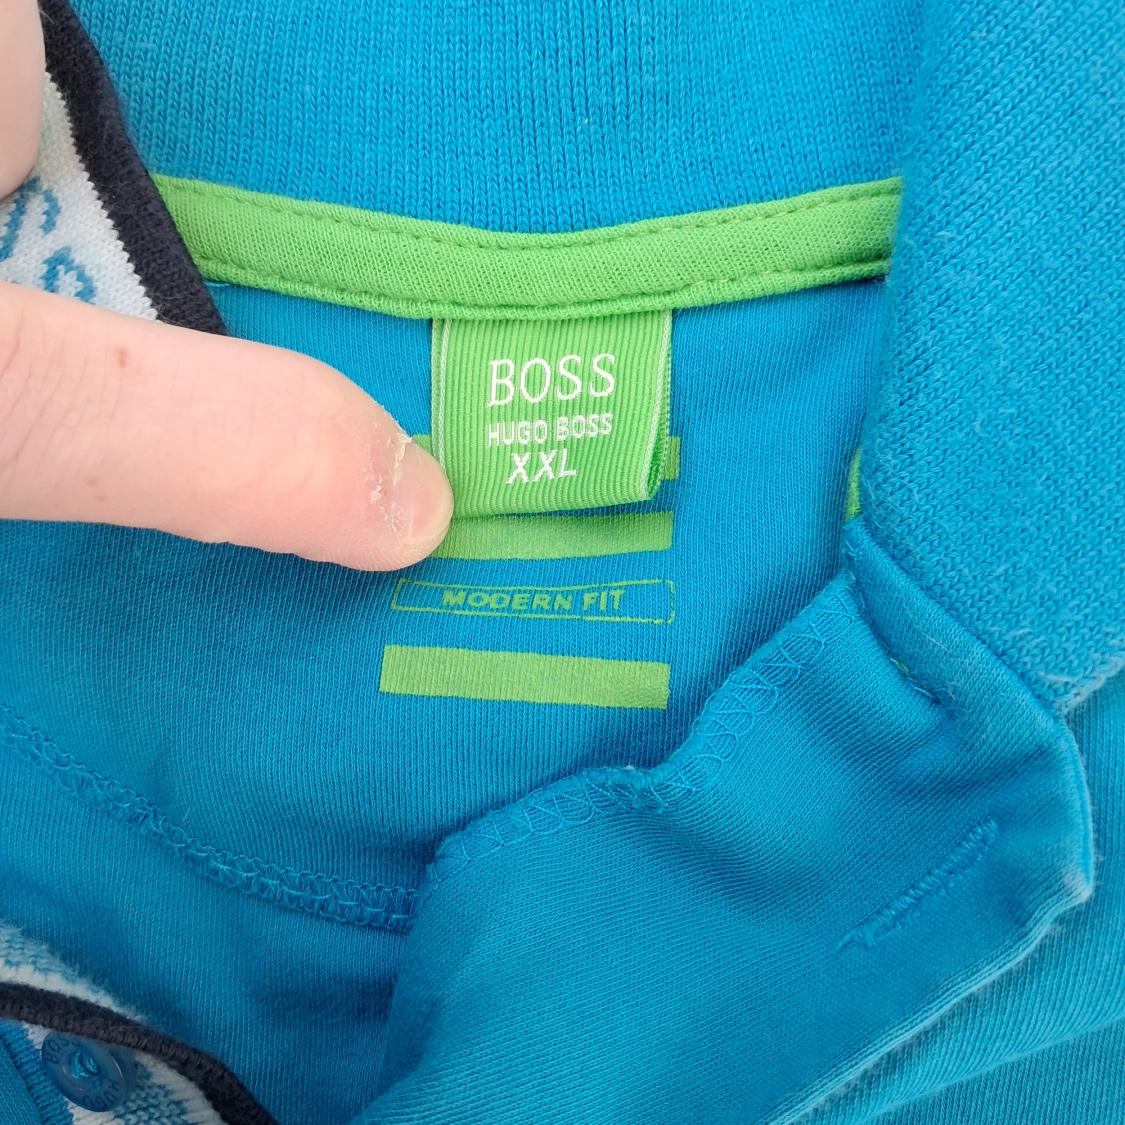 BOSS
HUGO BOSS
XXL
MODERN FIT